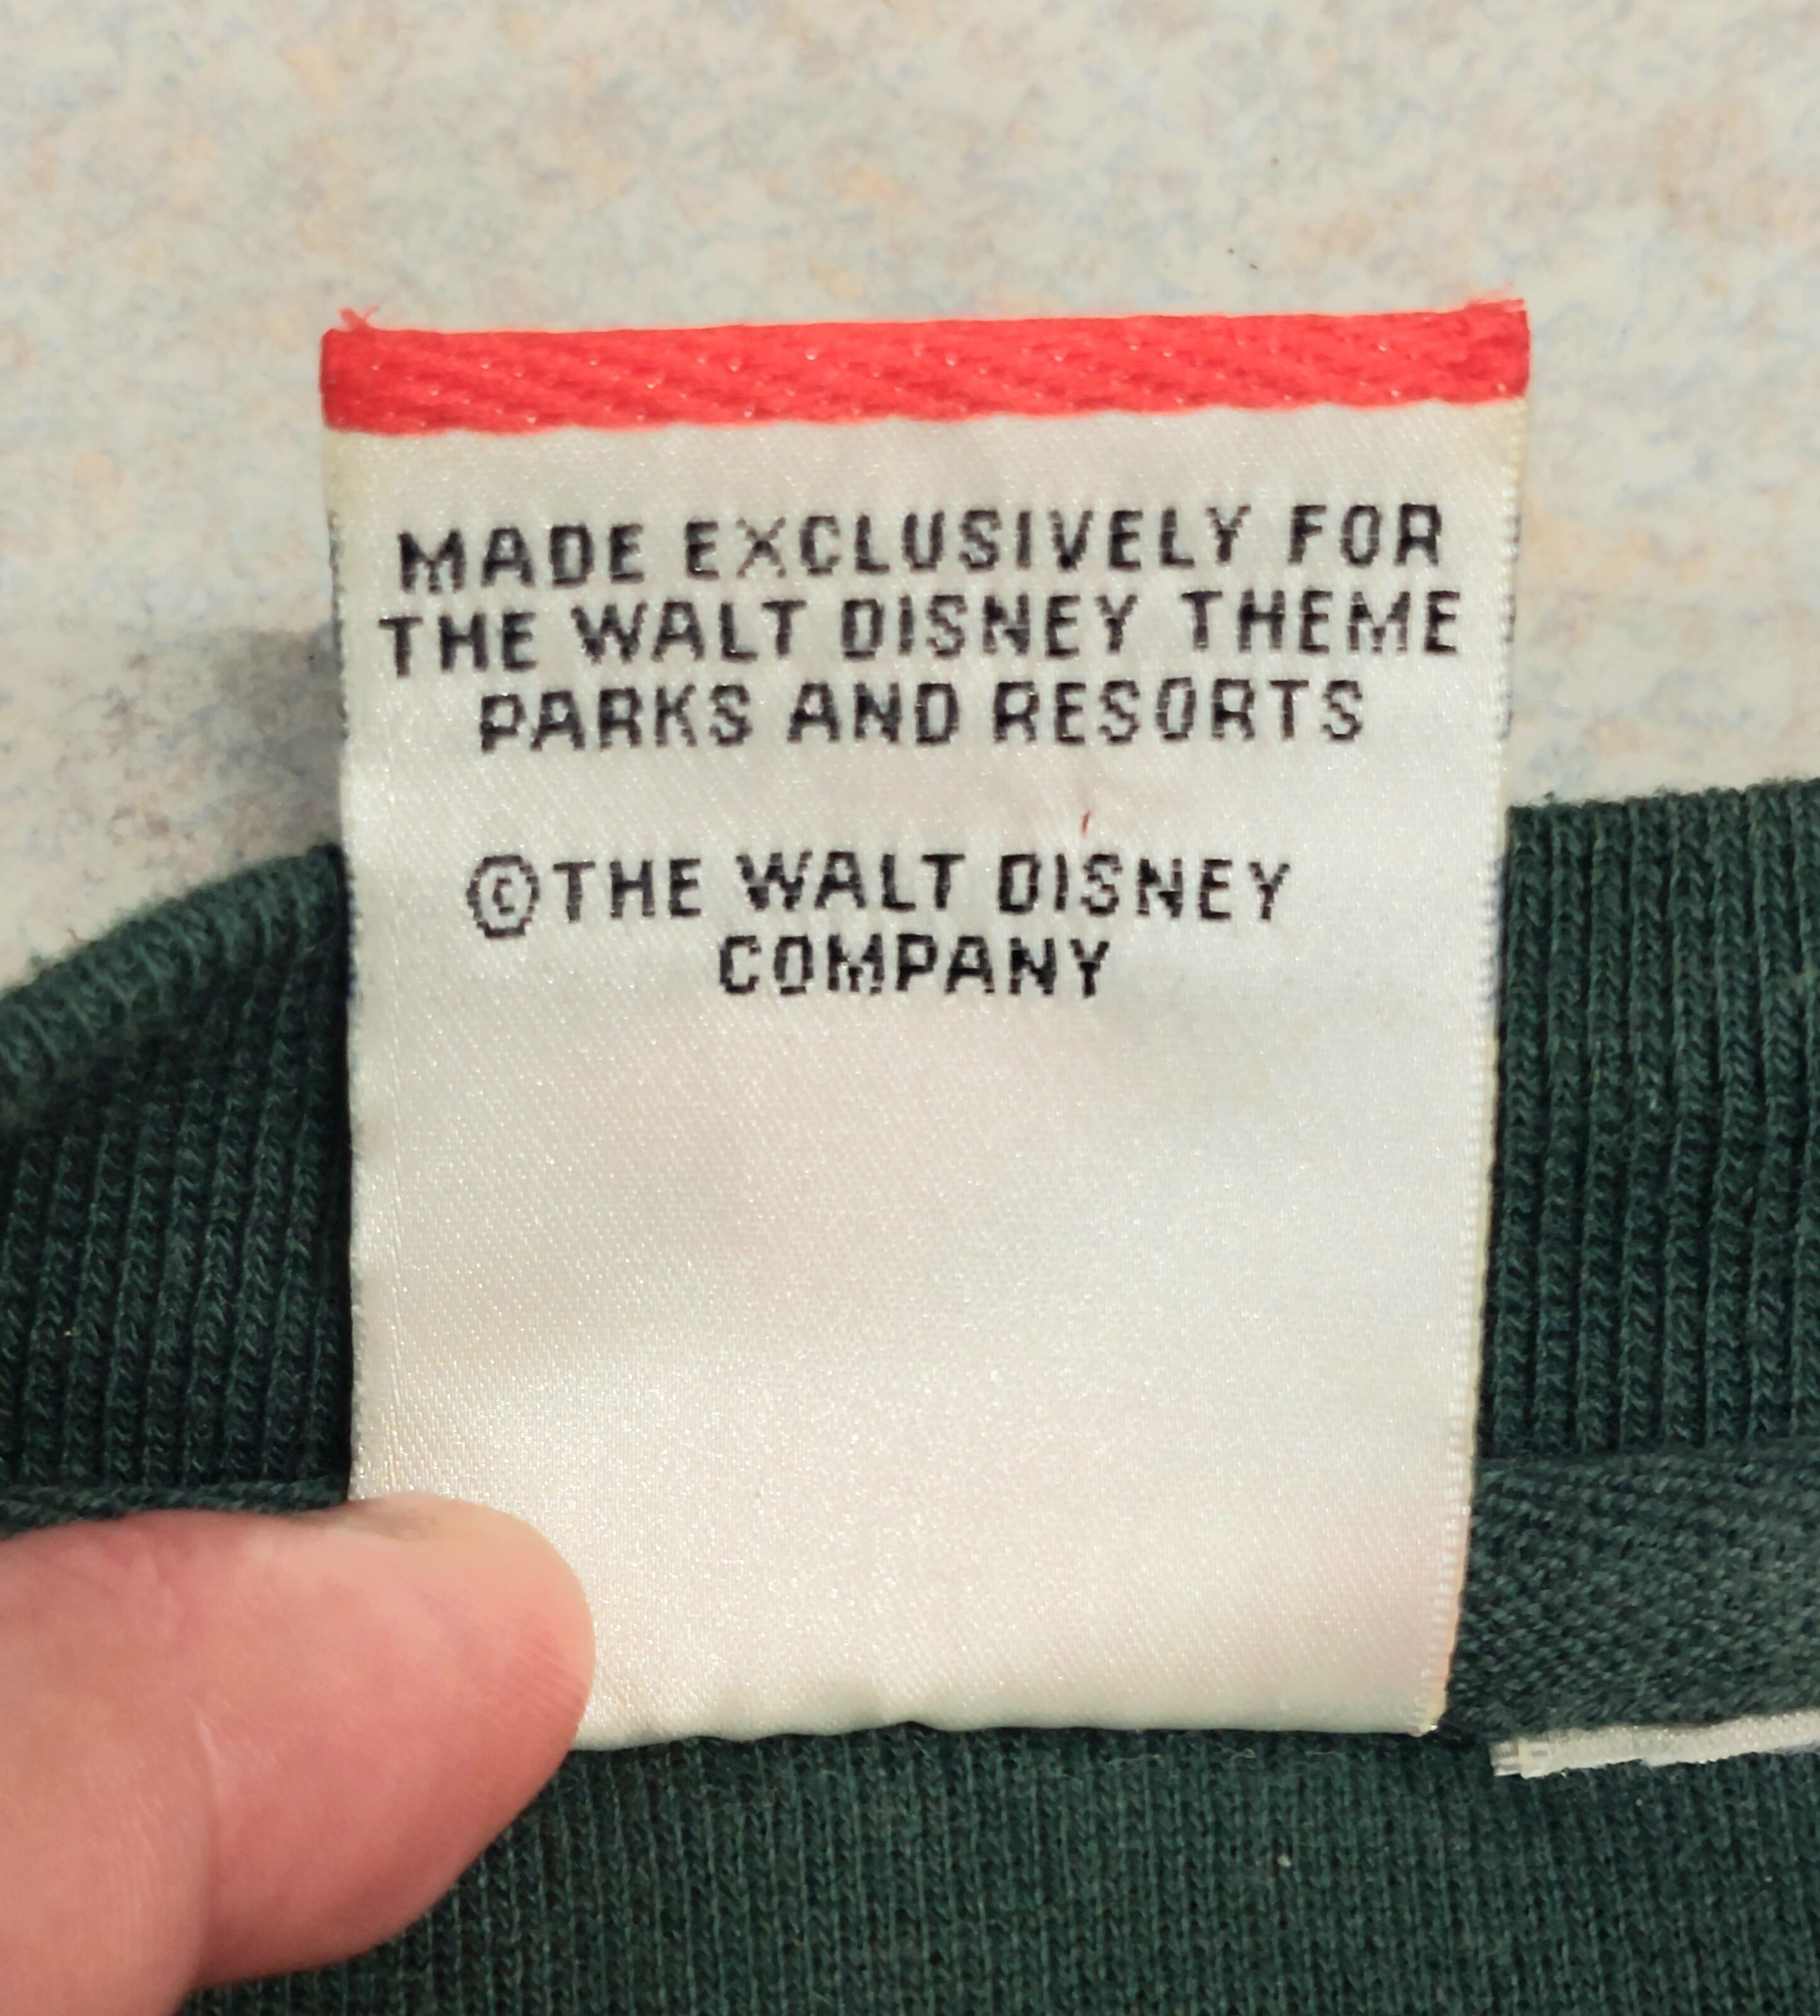 MADE EXCLUSIVELY FOR
THE WALT DISNEY THEME
PARKS AND RESORTS
©THE WALT DISNEY
COMPANY